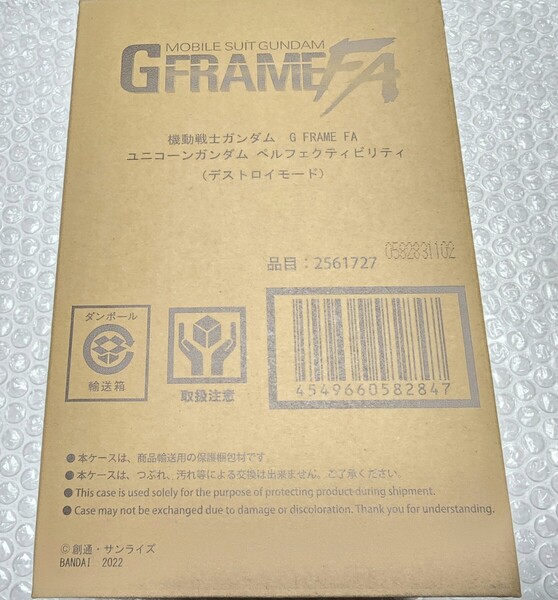 MOBILE SUIT GUNDAM
GFRAMEFA
機動戦士ガンダム G FRAME FA
ユニコーンガンダム ペルフェクティビリティ
(デストロイモード)
品目:2561727
0582831102
ダンボール
輸送箱
取扱注意
4549660582847
●本ケースは、商品輸送用の保護梱包材です。
●本ケースは、つぶれ、汚れ等による交換は出来ません。ご了承ください。
●This case is used solely for the purpose of protecting product during shipment.
●Case may not be exchanged due to damage or discoloration. Thank you for understanding.
©創通・サンライズ
BANDAI 2022